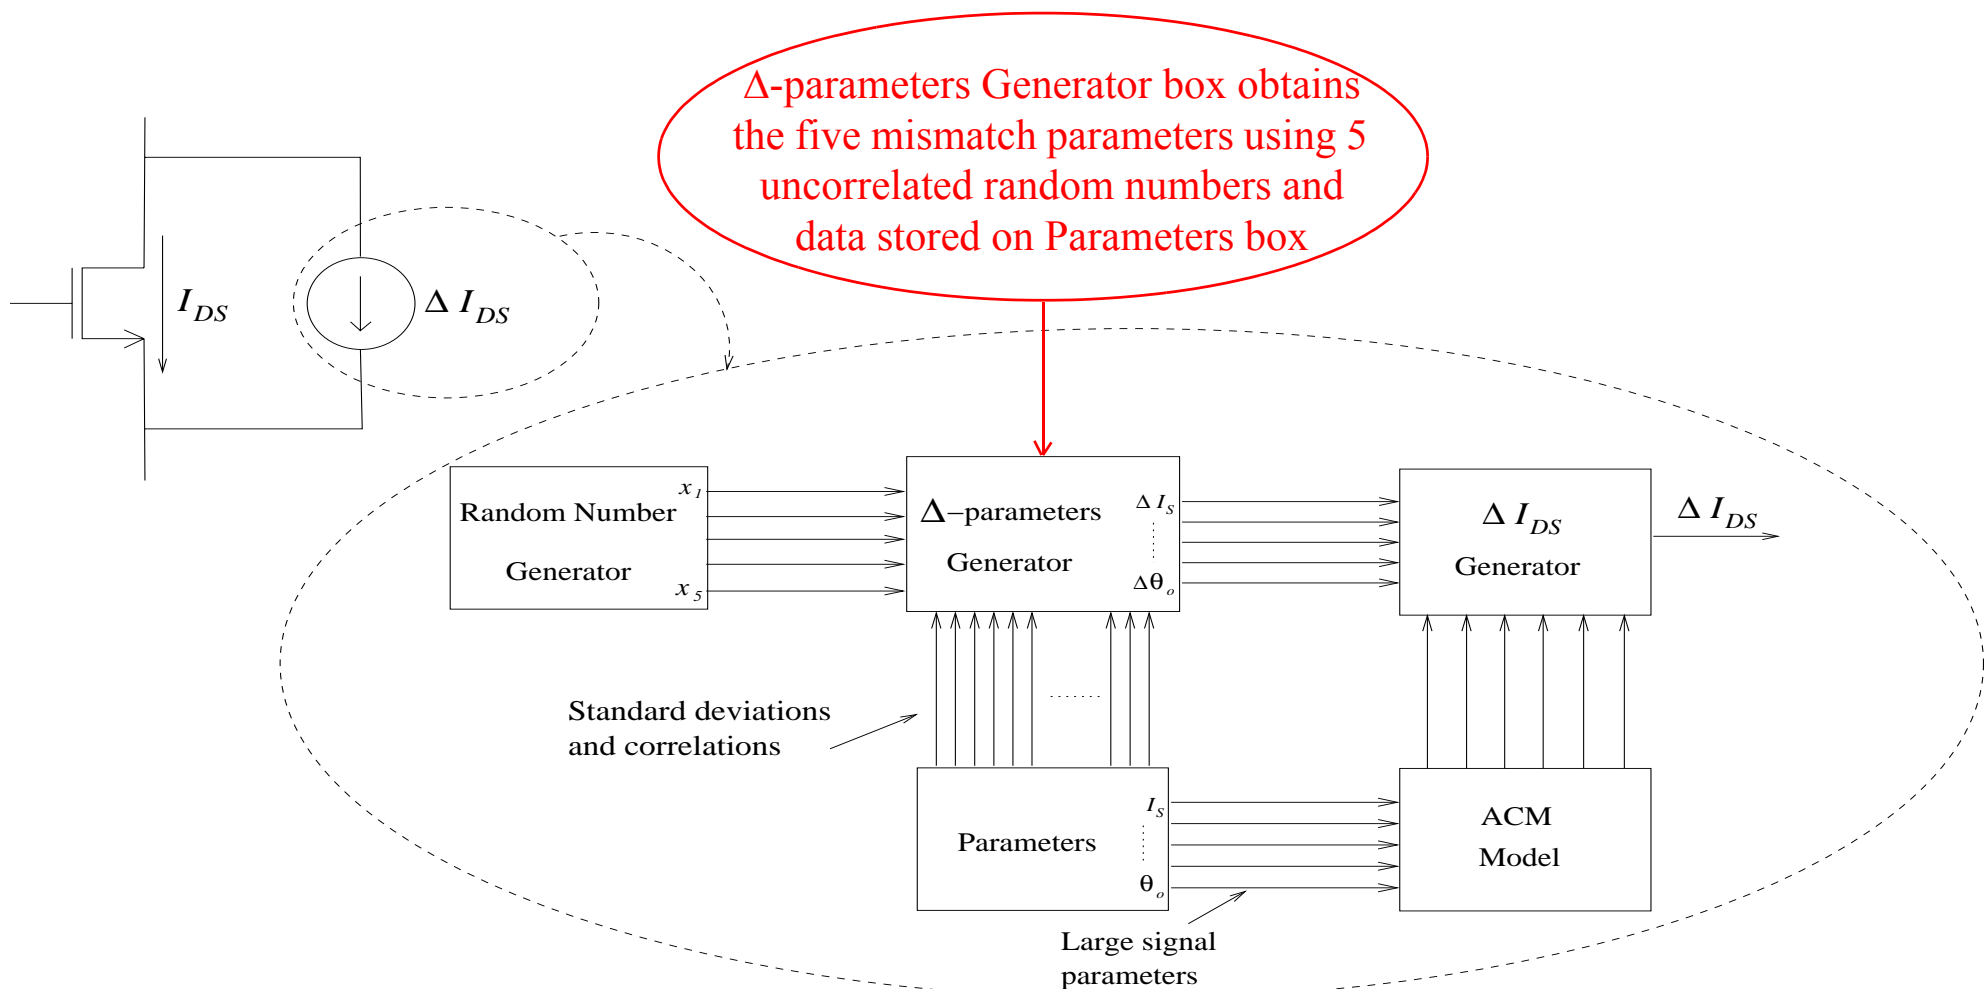 Δ-parameters Generator box obtains
the five mismatch parameters using 5
uncorrelated random numbers and
data stored on Parameters box
I_DS
Δ I_DS
Random Number
Generator
x_1
x_5
Δ-parameters
Generator
Δ I_S
Δθ_o
Δ I_DS
Generator
Δ I_DS
Standard deviations
and correlations
Parameters
I_S
θ_o
ACM
Model
Large signal
parameters